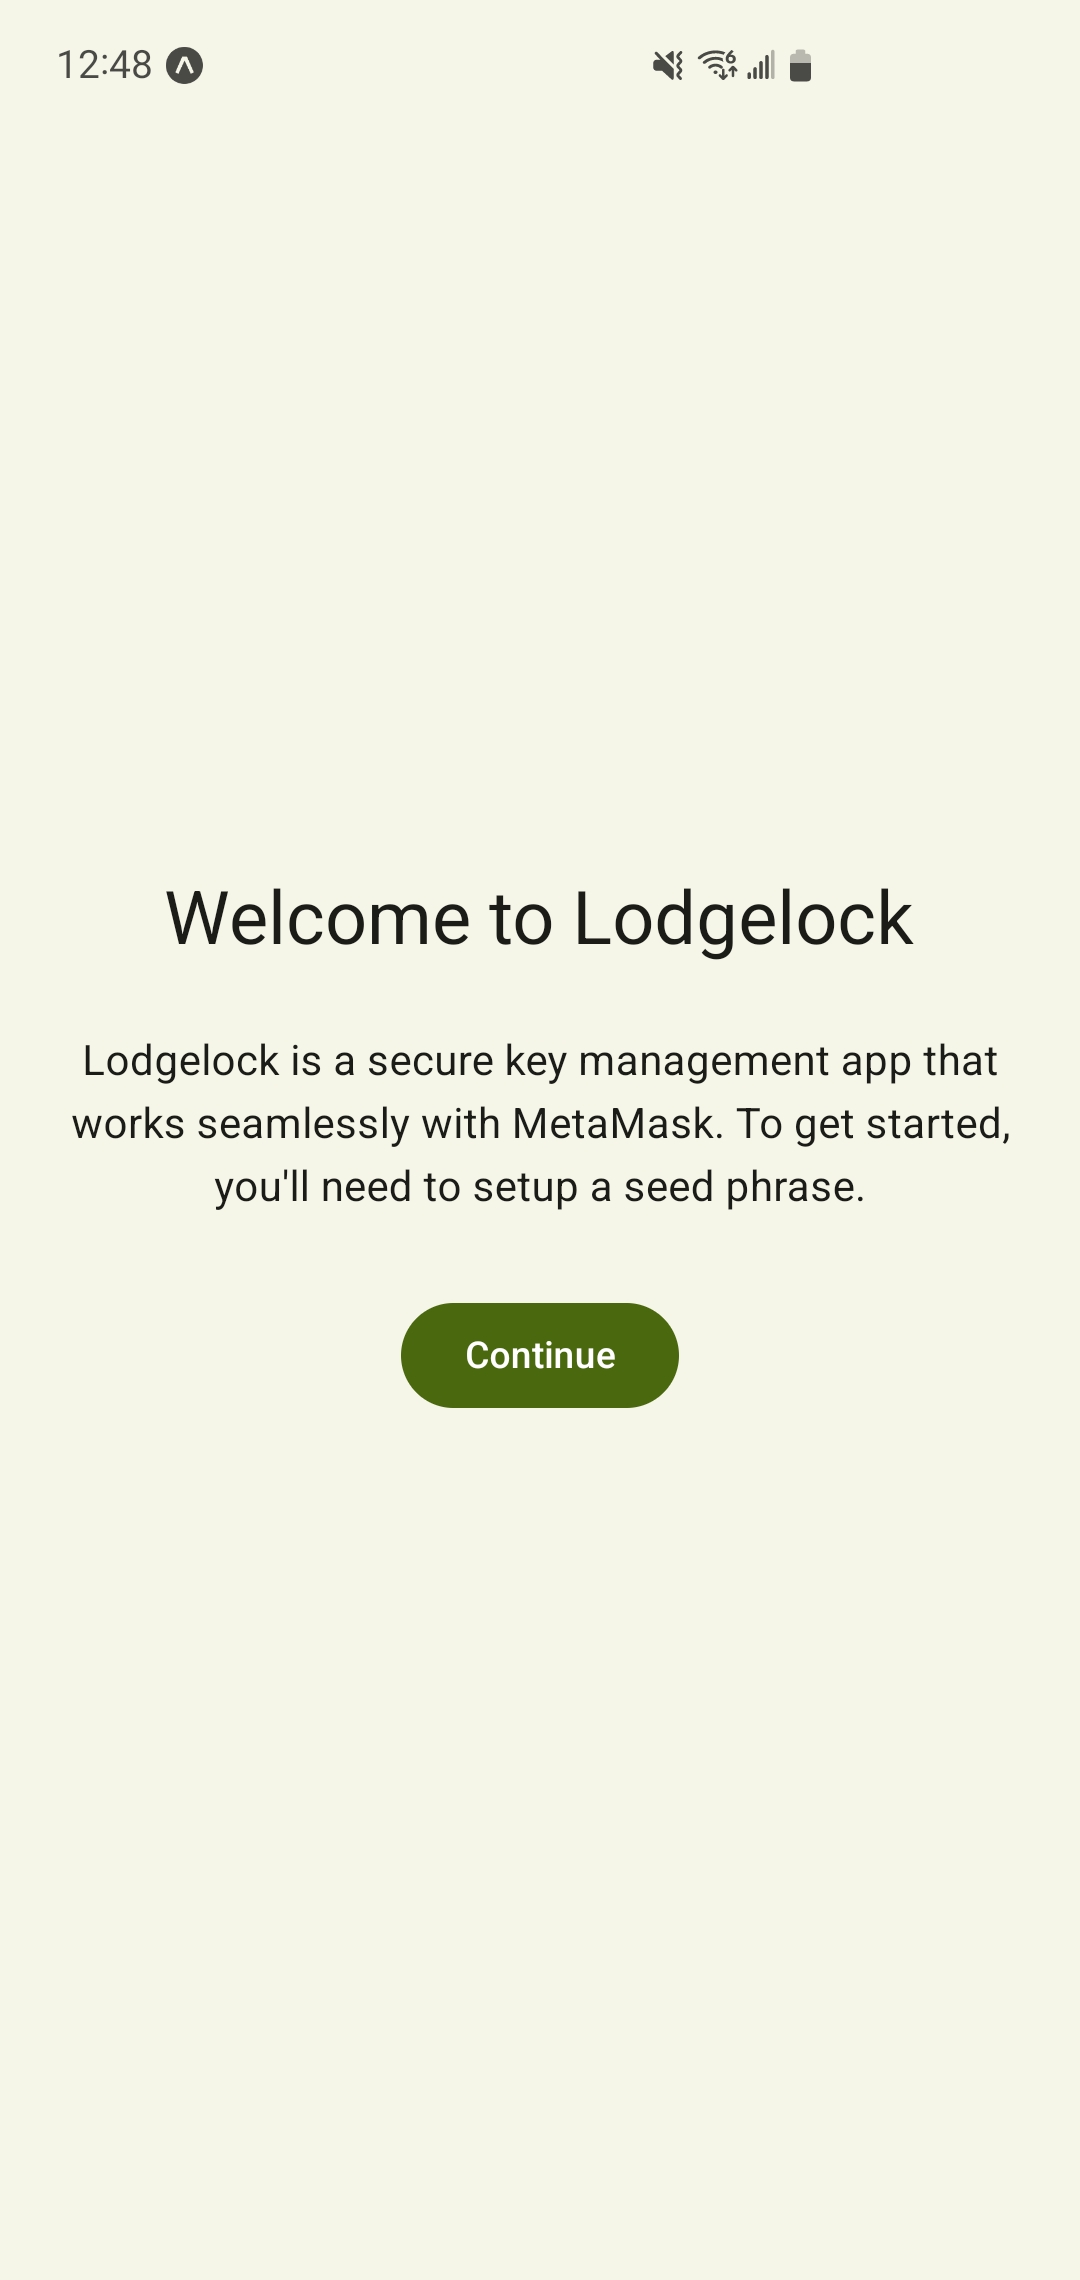 12:48
Welcome to Lodgelock
Lodgelock is a secure key management app that
works seamlessly with MetaMask. To get started,
you'll need to setup a seed phrase.
Continue